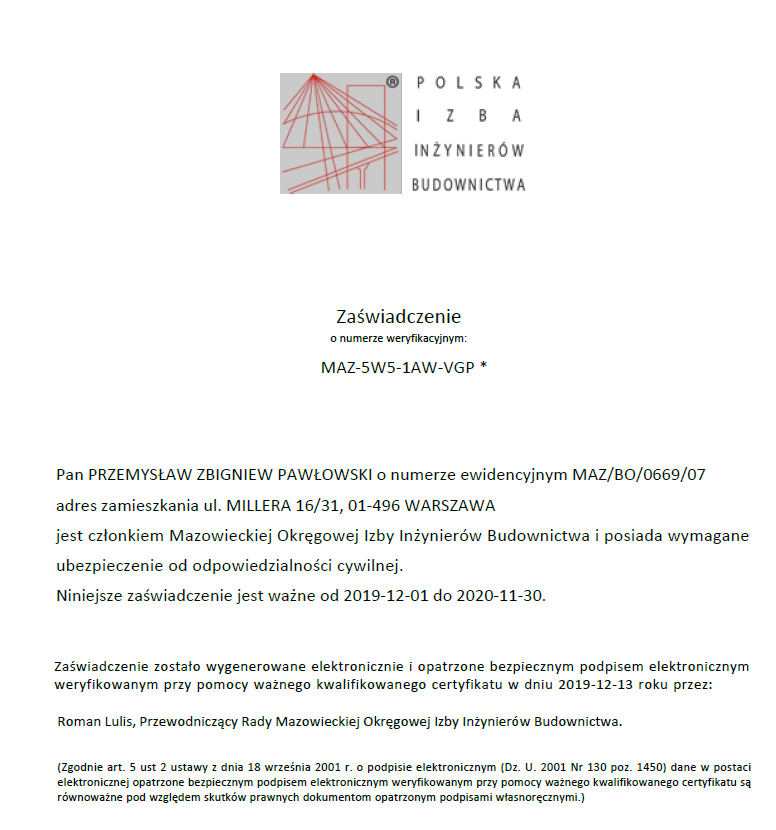 ®
POLSKA
IZBA
INŻYNIERÓW
BUDOWNICTWA
Zaświadczenie
o numerze weryfikacyjnym:
MAZ-5W5-1AW-VGP *
Pan PRZEMYSŁAW ZBIGNIEW PAWŁOWSKI o numerze ewidencyjnym MAZ/BO/0669/07
adres zamieszkania ul. MILLERA 16/31, 01-496 WARSZAWA
jest członkiem Mazowieckiej Okręgowej Izby Inżynierów Budownictwa i posiada wymagane
ubezpieczenie od odpowiedzialności cywilnej.
Niniejsze zaświadczenie jest ważne od 2019-12-01 do 2020-11-30.
Zaświadczenie zostało wygenerowane elektronicznie i opatrzone bezpiecznym podpisem elektronicznym
weryfikowanym przy pomocy ważnego kwalifikowanego certyfikatu w dniu 2019-12-13 roku przez:
Roman Lulis, Przewodniczący Rady Mazowieckiej Okręgowej Izby Inżynierów Budownictwa.
(Zgodnie art. 5 ust 2 ustawy z dnia 18 września 2001 r. o podpisie elektronicznym (Dz. U. 2001 Nr 130 poz. 1450) dane w postaci
elektronicznej opatrzone bezpiecznym podpisem elektronicznym weryfikowanym przy pomocy ważnego kwalifikowanego certyfikatu są
równoważne pod względem skutków prawnych dokumentom opatrzonym podpisami własnoręcznymi.)